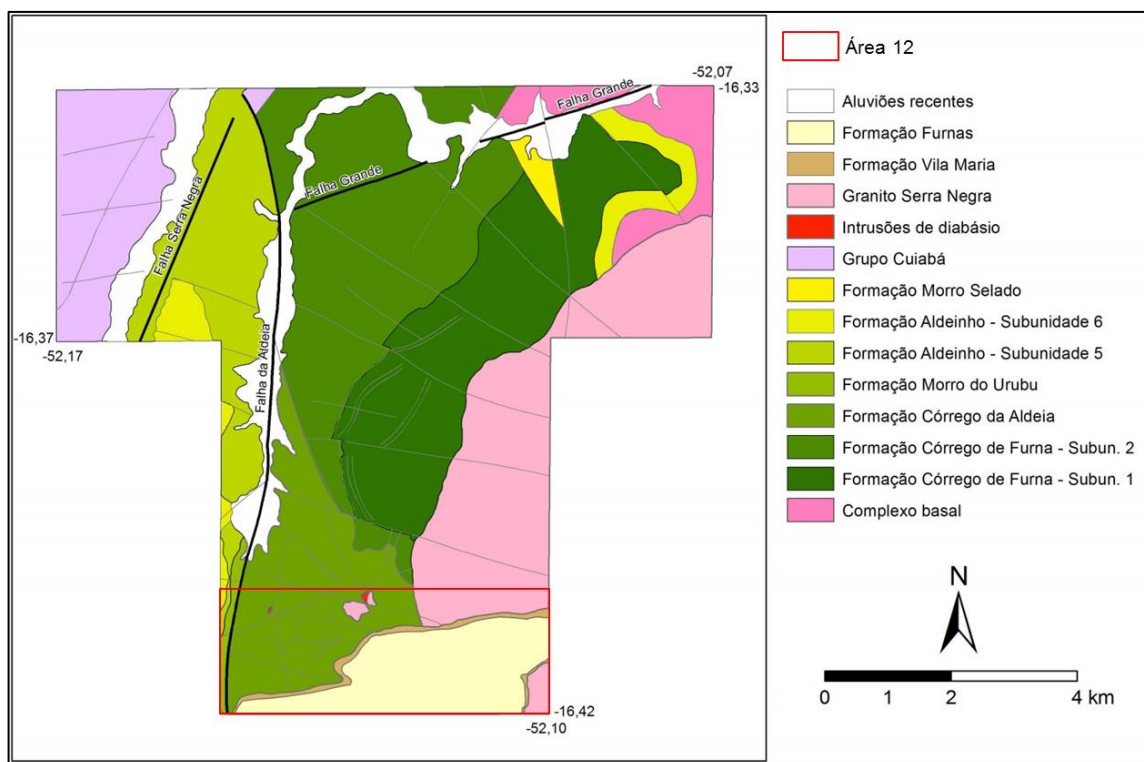 Área 12
-52,07
-16,33
Falha Grande
Falha Grande
Falha Serra Negra
Falha da Aldeia
-16,37
-52,17
-16,42
-52,10
Aluviões recentes
Formação Furnas
Formação Vila Maria
Granito Serra Negra
Intrusões de diabásio
Grupo Cuiabá
Formação Morro Selado
Formação Aldeinho - Subunidade 6
Formação Aldeinho - Subunidade 5
Formação Morro do Urubu
Formação Córrego da Aldeia
Formação Córrego de Furna - Subun. 2
Formação Córrego de Furna - Subun. 1
Complexo basal
N
0 1 2 4 km